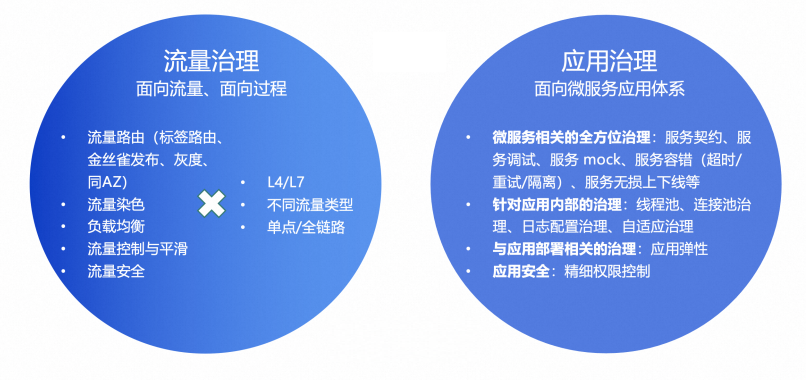 流量治理
面向流量、面向过程
• 流量路由（标签路由、
金丝雀发布、灰度、
同AZ）
• 流量染色
• 负载均衡
• 流量控制与平滑
• 流量安全
• L4/L7
• 不同流量类型
• 单点/全链路
应用治理
面向微服务应用体系
• 微服务相关的全方位治理：服务契约、服
务调试、服务 mock、服务容错（超时/
重试/隔离）、服务无损上下线等
• 针对应用内部的治理：线程池、连接池治
理、日志配置治理、自适应治理
• 与应用部署相关的治理：应用弹性
• 应用安全：精细权限控制